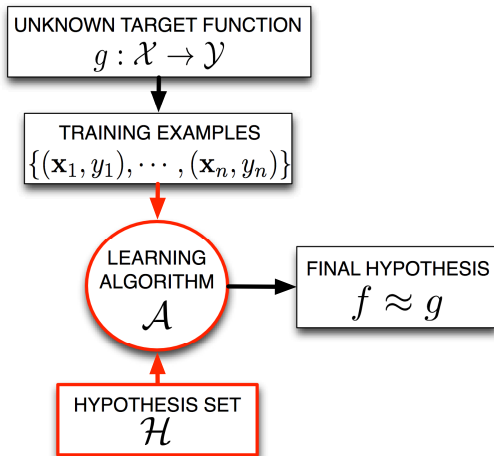 UNKNOWN TARGET FUNCTION
g : 𝒳 → 𝒴
TRAINING EXAMPLES
{(𝐱₁, y₁), ⋯ , (𝐱ₙ, yₙ)}
LEARNING
ALGORITHM
𝒜
FINAL HYPOTHESIS
f ≈ g
HYPOTHESIS SET
ℋ